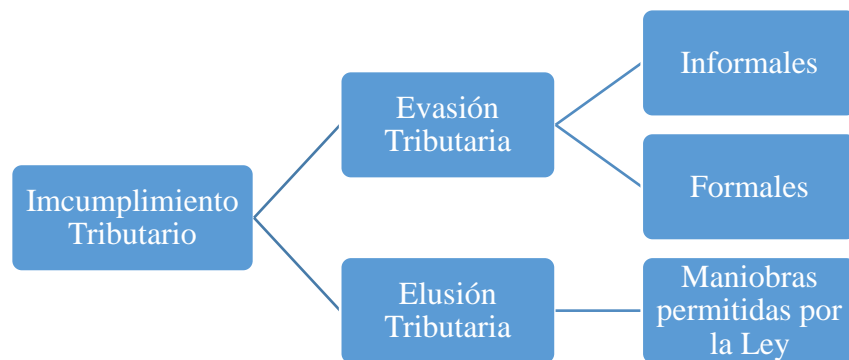 Imcumplimiento
Tributario
Evasión
Tributaria
Informales
Formales
Elusión
Tributaria
Maniobras
permitidas por
la Ley